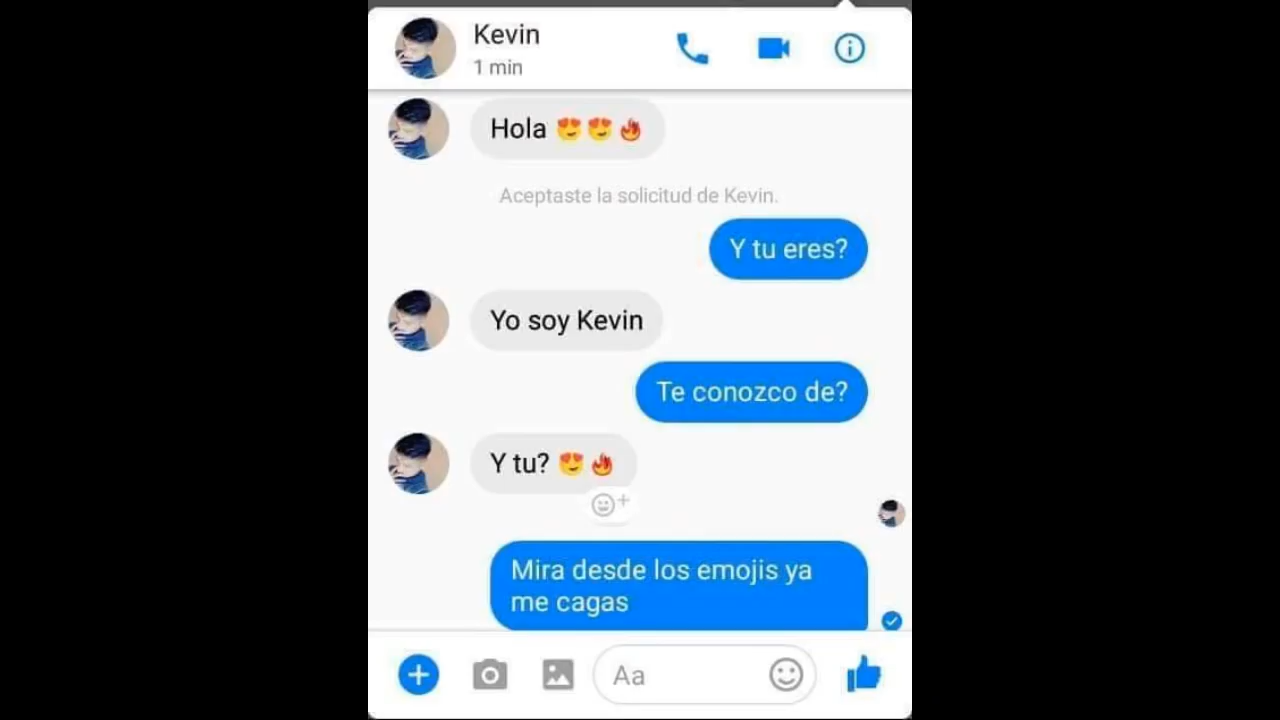 Kevin
1 min
Hola 😍😍🔥
Aceptaste la solicitud de Kevin.
Y tu eres?
Yo soy Kevin
Te conozco de?
Y tu? 😍🔥
Mira desde los emojis ya
me cagas
Aa